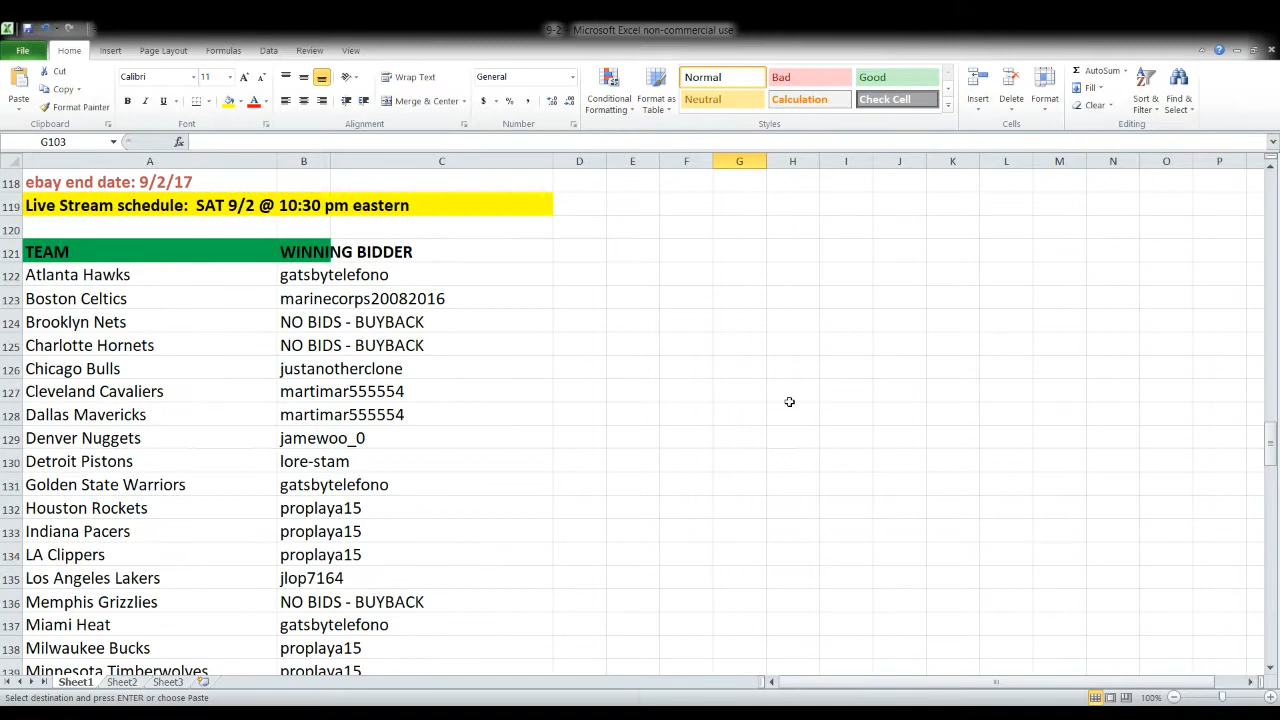 9-2 Microsoft Excel non-commercial use
File Home Insert Page Layout Formulas Data Review View
Cut
Copy
Format Painter
Paste
Clipboard
Calibri 11
B I U
Font
Wrap Text
Merge & Center
Alignment
General
$ % ,
Number
Conditional Formatting
Format as Table
Normal Bad Good
Neutral Calculation Check Cell
Styles
Insert Delete Format
Cells
AutoSum
Fill
Clear
Sort & Filter
Find & Select
Editing
G103 fx
A B C D E F G H I J K L M N O P
118 ebay end date: 9/2/17
119 Live Stream schedule: SAT 9/2 @ 10:30 pm eastern
120
121 TEAM WINNING BIDDER
122 Atlanta Hawks gatsbytelefono
123 Boston Celtics marinecorps20082016
124 Brooklyn Nets NO BIDS - BUYBACK
125 Charlotte Hornets NO BIDS - BUYBACK
126 Chicago Bulls justanotherclone
127 Cleveland Cavaliers martimar555554
128 Dallas Mavericks martimar555554
129 Denver Nuggets jamewoo_0
130 Detroit Pistons lore-stam
131 Golden State Warriors gatsbytelefono
132 Houston Rockets proplaya15
133 Indiana Pacers proplaya15
134 LA Clippers proplaya15
135 Los Angeles Lakers jlop7164
136 Memphis Grizzlies NO BIDS - BUYBACK
137 Miami Heat gatsbytelefono
138 Milwaukee Bucks proplaya15
139 Minnesota Timberwolves proplaya15
Sheet1 Sheet2 Sheet3
Select destination and press ENTER or choose Paste
100%